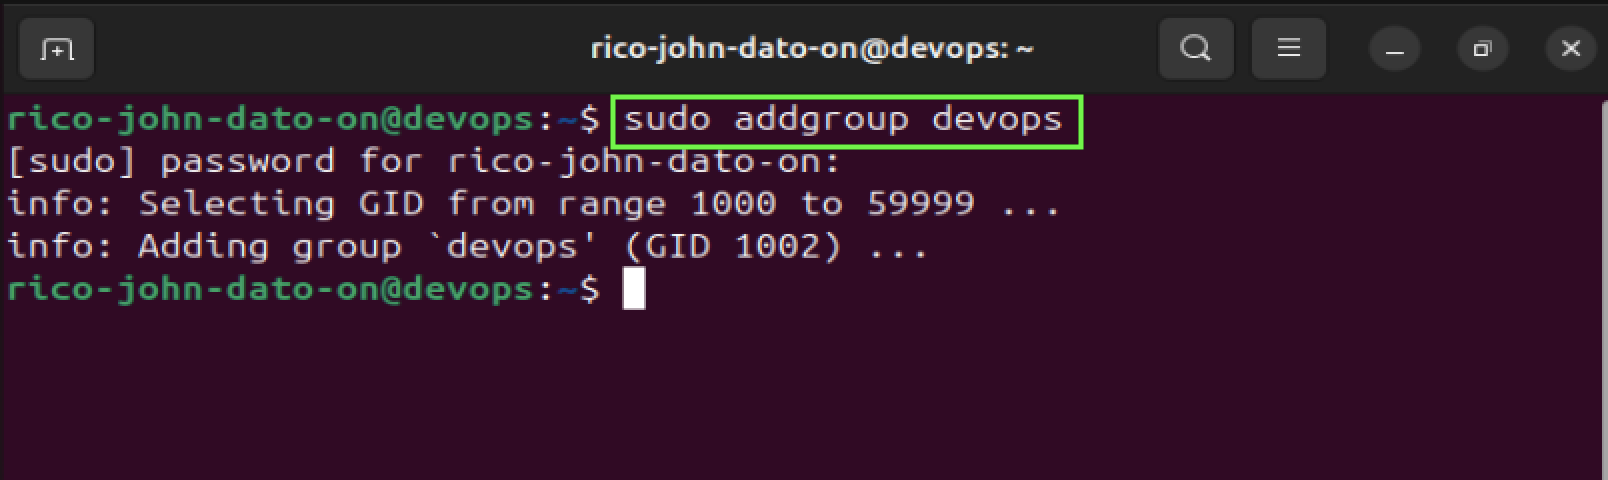 rico-john-dato-on@devops: ~
rico-john-dato-on@devops:~$ sudo addgroup devops
[sudo] password for rico-john-dato-on:
info: Selecting GID from range 1000 to 59999 ...
info: Adding group `devops' (GID 1002) ...
rico-john-dato-on@devops:~$